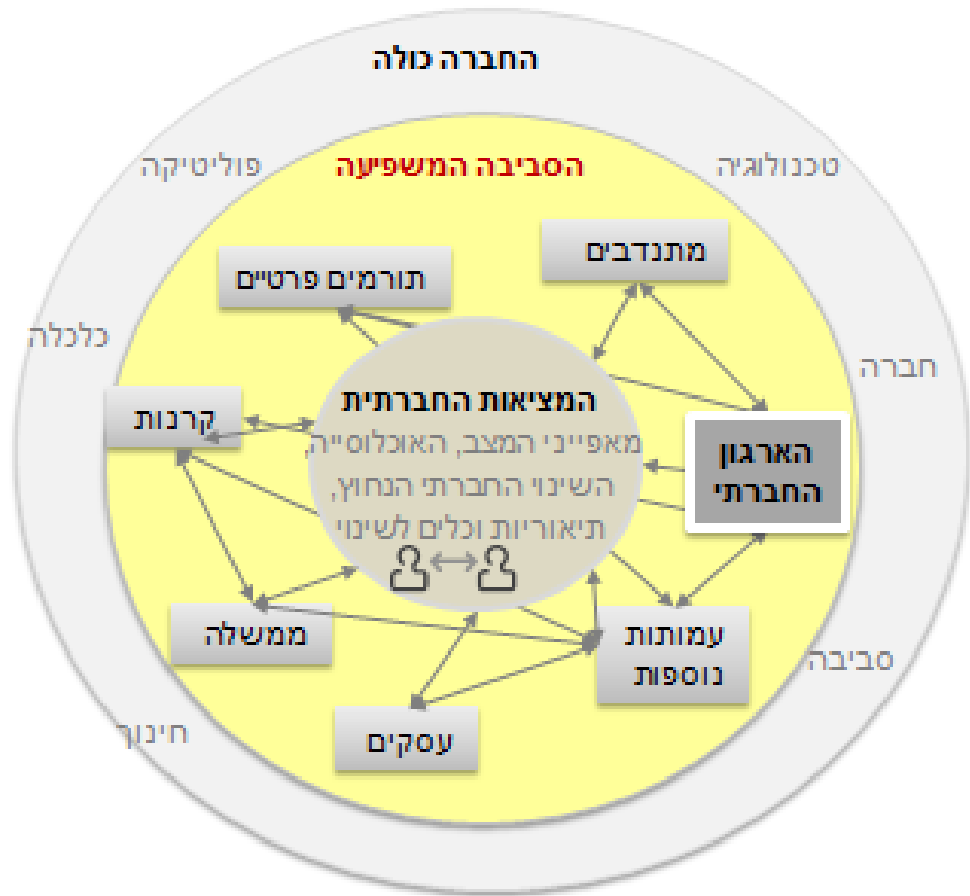 החברה כולה
טכנולוגיה
פוליטיקה
הסביבה המשפיעה
מתנדבים
תורמים פרטיים
כלכלה
חברה
קרנות
המציאות החברתית
מאפייני המצב, האוכלוסייה,
השינוי החברתי הנחוץ,
תיאוריות וכלים לשינוי
הארגון
החברתי
ממשלה
עמותות
נוספות
סביבה
חינוך
עסקים